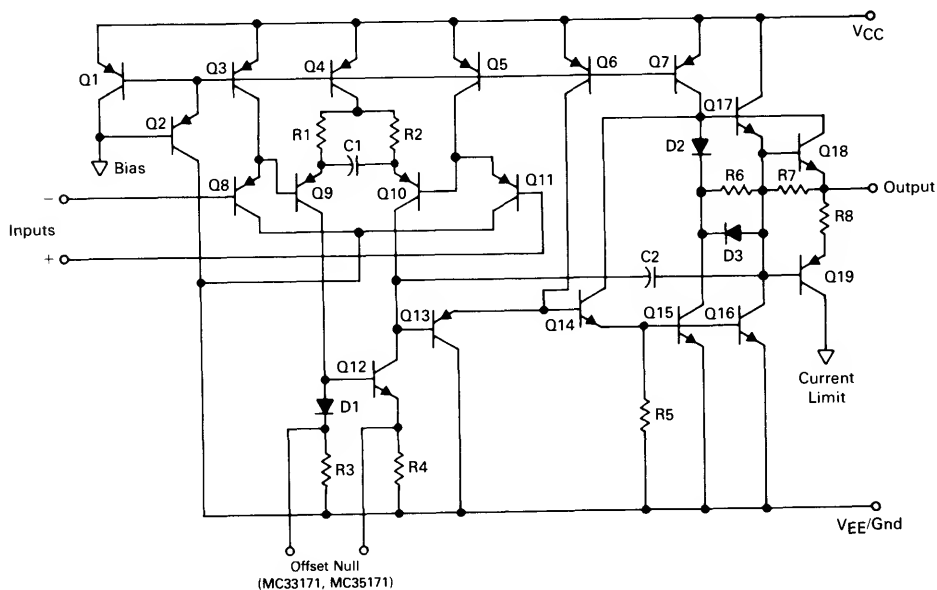 VCC
Q1
Q3
Q4
Q5
Q6
Q7
Q17
Q2
R1
R2
C1
D2
Q18
Bias
Q8
Q9
Q10
Q11
R6
R7
Output
−
Inputs
+
D3
R8
C2
Q19
Q13
Q14
Q15
Q16
Q12
D1
Current
Limit
R5
R3
R4
VEE/Gnd
Offset Null
(MC33171, MC35171)